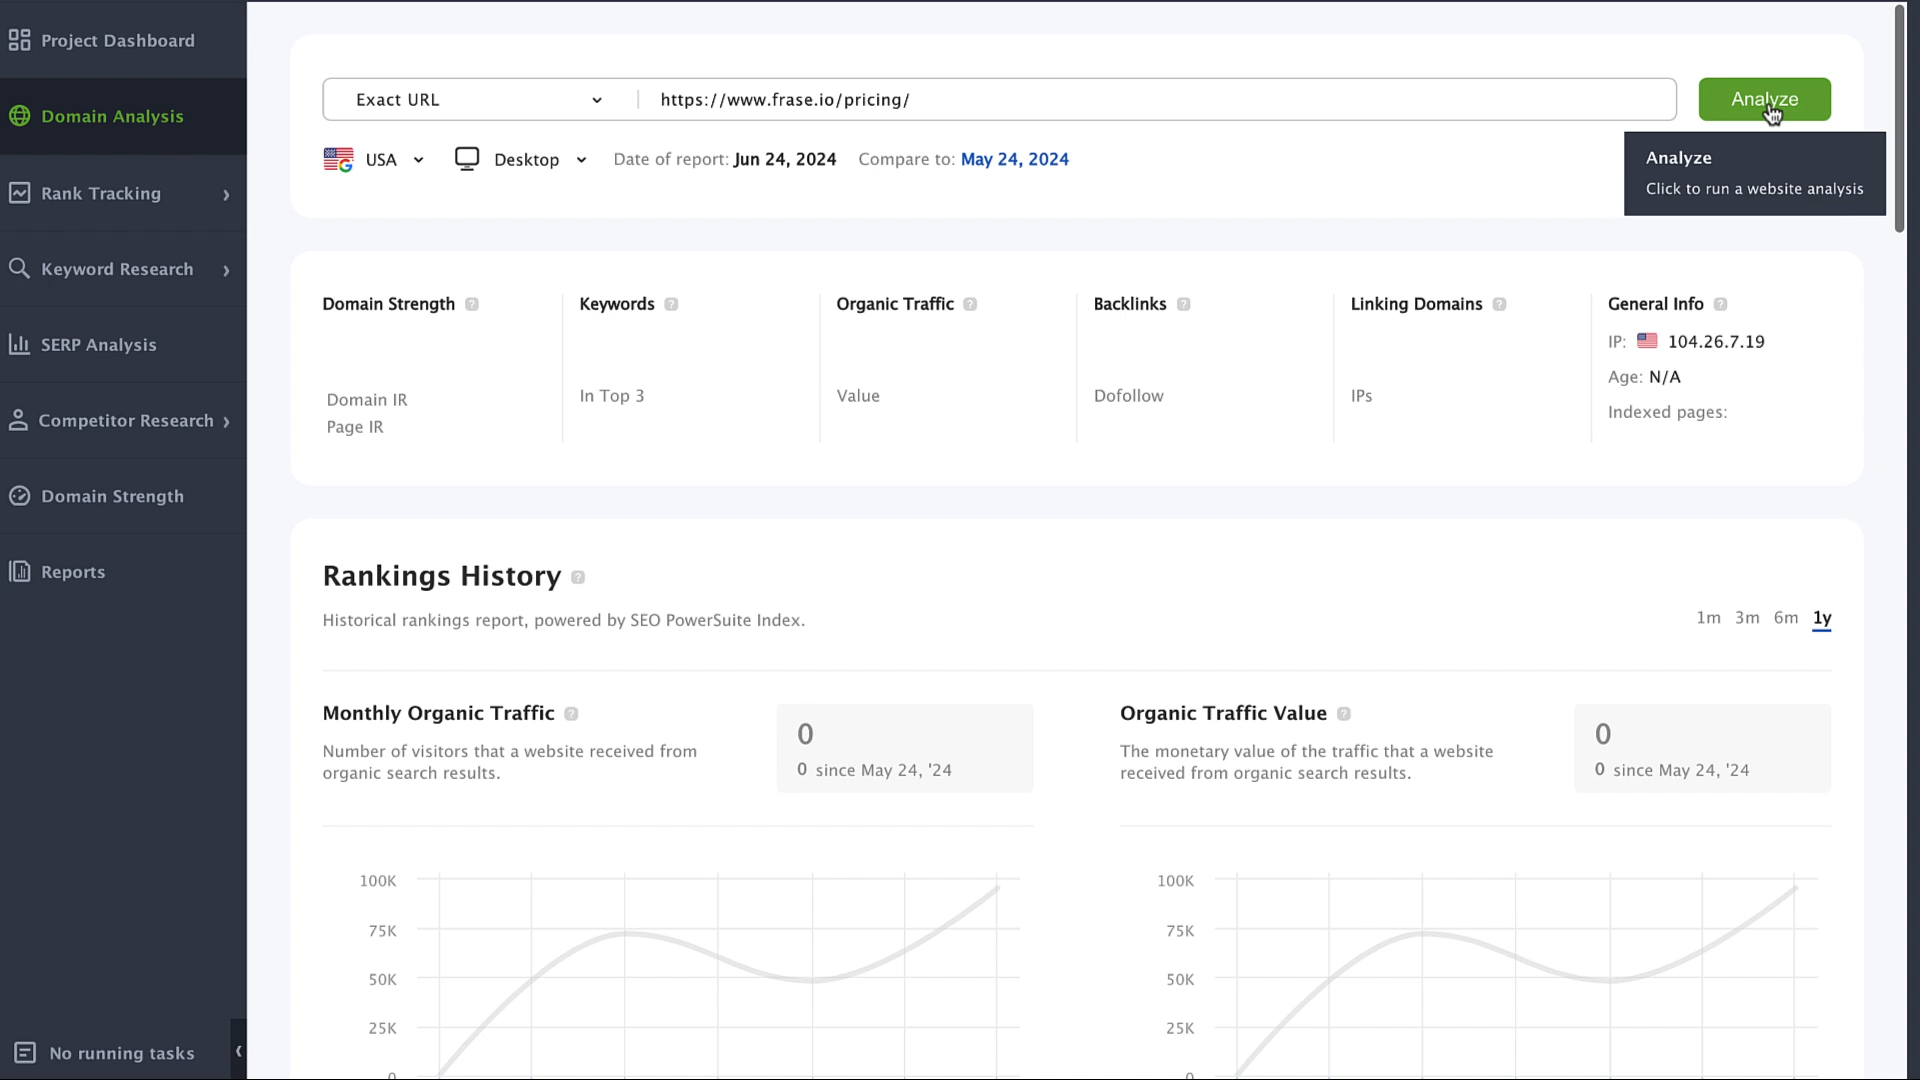 Project Dashboard
Domain Analysis
Rank Tracking
Keyword Research
SERP Analysis
Competitor Research
Domain Strength
Reports
No running tasks
Exact URL
https://www.frase.io/pricing/
Analyze
USA
Desktop
Date of report: Jun 24, 2024
Compare to: May 24, 2024
Analyze
Click to run a website analysis
Domain Strength ?
Domain IR
Page IR
Keywords ?
In Top 3
Organic Traffic ?
Value
Backlinks ?
Dofollow
Linking Domains ?
IPs
General Info ?
IP: 104.26.7.19
Age: N/A
Indexed pages:
Rankings History ?
Historical rankings report, powered by SEO PowerSuite Index.
1m 3m 6m 1y
Monthly Organic Traffic ?
Number of visitors that a website received from
organic search results.
0
0 since May 24, '24
100K
75K
50K
25K
0
Organic Traffic Value ?
The monetary value of the traffic that a website
received from organic search results.
0
0 since May 24, '24
100K
75K
50K
25K
0